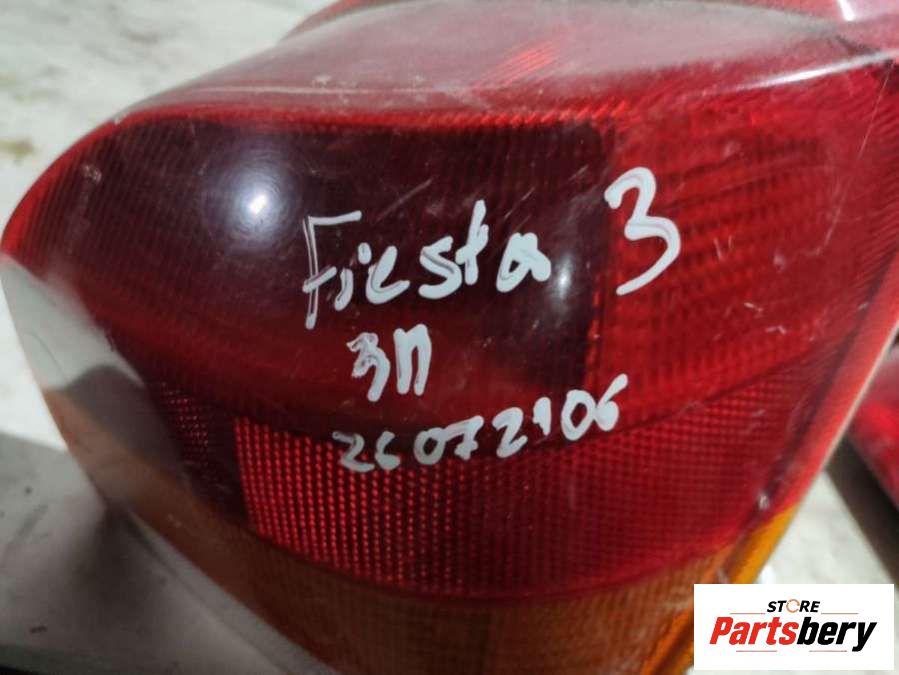 Fiesta 3
ЗП
26072106
STORE
Partsbery